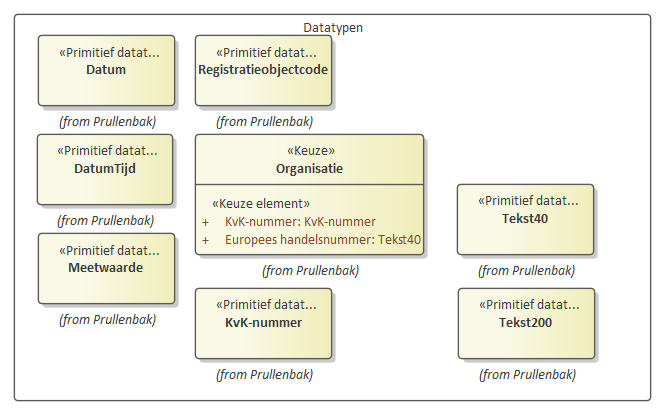 Datatypen
«Primitief datat...
Datum
(from Prullenbak)
«Primitief datat...
Registratieobjectcode
(from Prullenbak)
«Primitief datat...
DatumTijd
(from Prullenbak)
«Keuze»
Organisatie
«Keuze element»
+ KvK-nummer: KvK-nummer
+ Europees handelsnummer: Tekst40
(from Prullenbak)
«Primitief datat...
Tekst40
(from Prullenbak)
«Primitief datat...
Meetwaarde
(from Prullenbak)
«Primitief datat...
KvK-nummer
(from Prullenbak)
«Primitief datat...
Tekst200
(from Prullenbak)